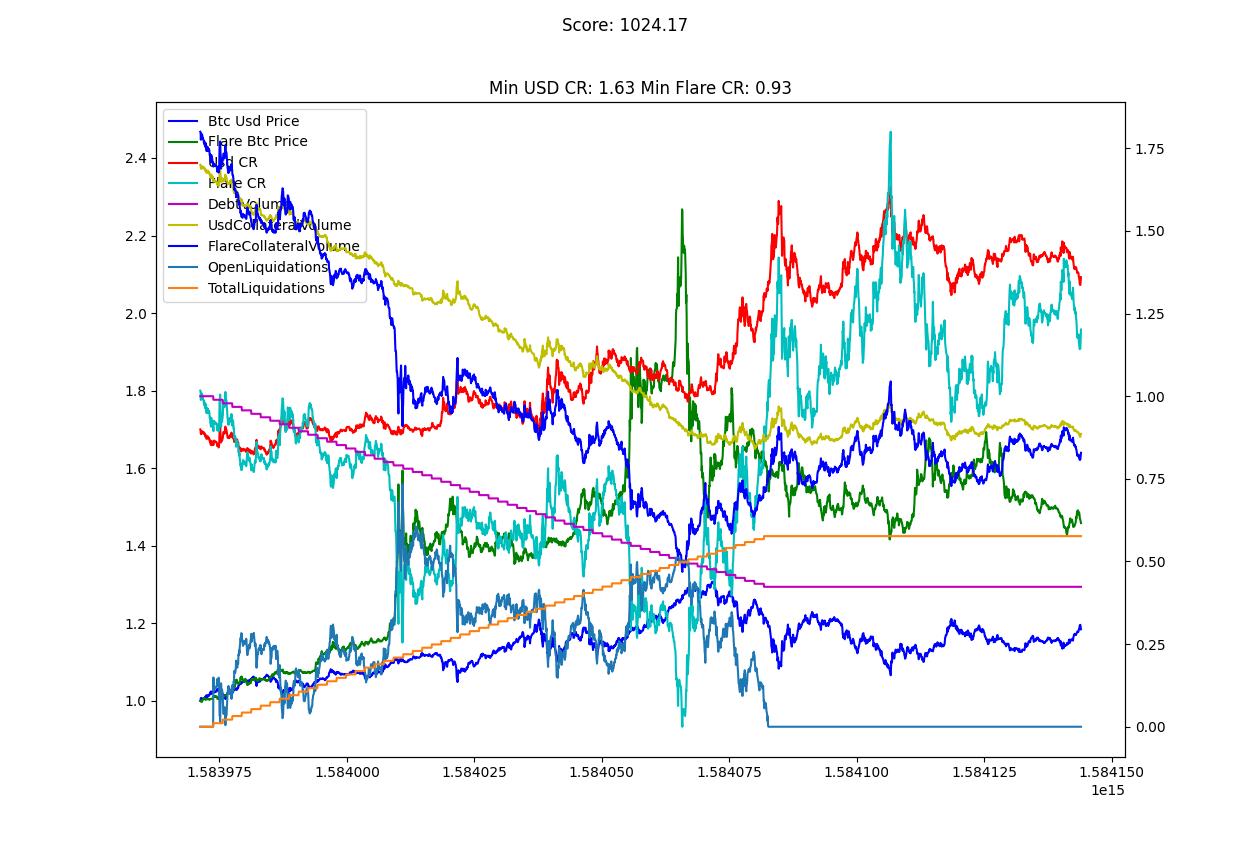 Score: 1024.17
Min USD CR: 1.63 Min Flare CR: 0.93
Btc Usd Price
Flare Btc Price
Usd CR
Flare CR
DebtVolume
UsdCollateralVolume
FlareCollateralVolume
OpenLiquidations
TotalLiquidations
2.4
2.2
2.0
1.8
1.6
1.4
1.2
1.0
1.75
1.50
1.25
1.00
0.75
0.50
0.25
0.00
1.583975 1.584000 1.584025 1.584050 1.584075 1.584100 1.584125 1.584150
1e15